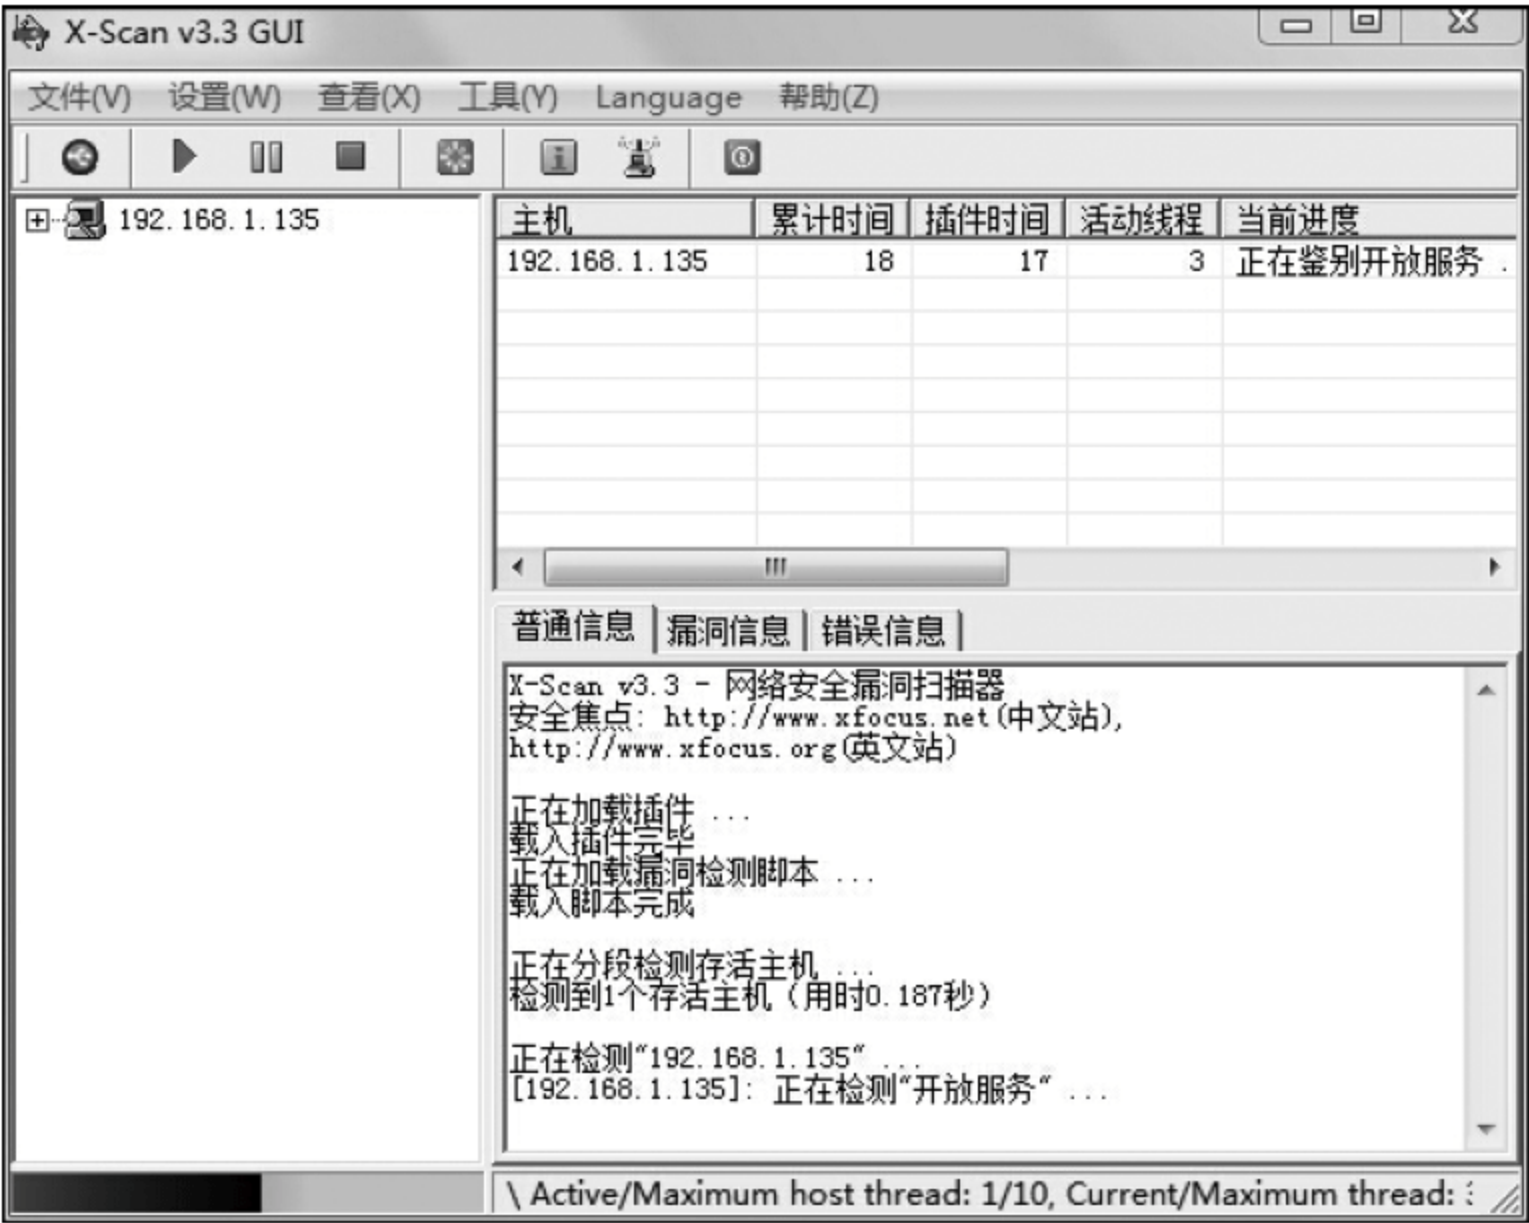 X-Scan v3.3 GUI
文件(V) 设置(W) 查看(X) 工具(Y) Language 帮助(Z)
192.168.1.135
主机 累计时间 插件时间 活动线程 当前进度
192.168.1.135 18 17 3 正在鉴别开放服务 .
普通信息 漏洞信息 错误信息
X-Scan v3.3 - 网络安全漏洞扫描器
安全焦点: http://www.xfocus.net(中文站),
http://www.xfocus.org(英文站)
正在加载插件 ...
载入插件完毕
正在加载漏洞检测脚本 ...
载入脚本完成
正在分段检测存活主机 ...
检测到1个存活主机（用时0.187秒）
正在检测"192.168.1.135" ...
[192.168.1.135]: 正在检测"开放服务" ...
\ Active/Maximum host thread: 1/10, Current/Maximum thread: